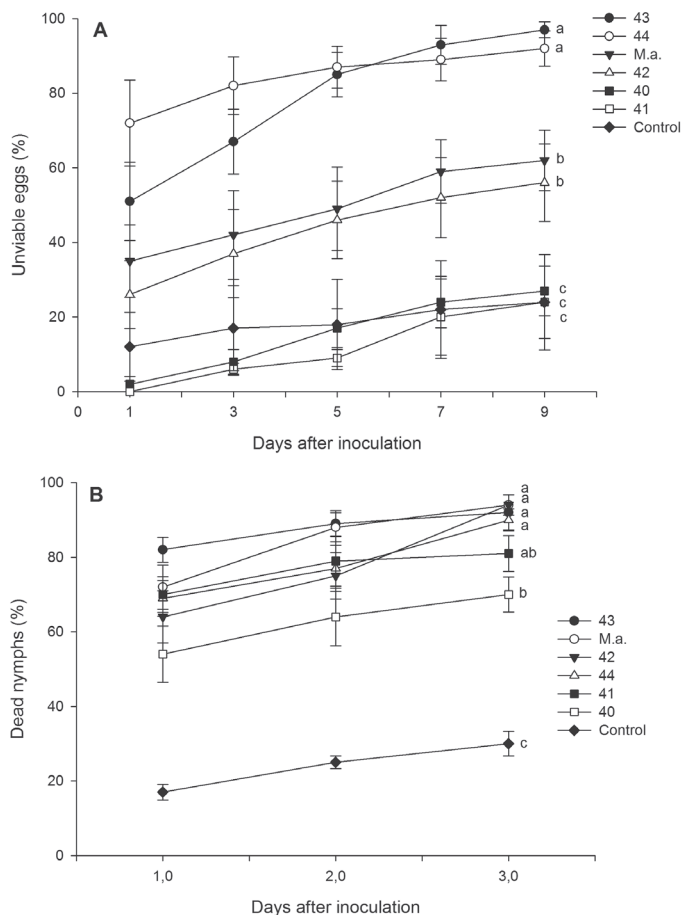 A
100
80
60
40
20
0
Unviable eggs (%)
a
a
b
b
c
c
c
0 1 3 5 7 9
Days after inoculation
43
44
M.a.
42
40
41
Control
B
100
80
60
40
20
0
Dead nymphs (%)
a
a
a
a
ab
b
c
1,0 2,0 3,0
Days after inoculation
43
M.a.
42
44
41
40
Control